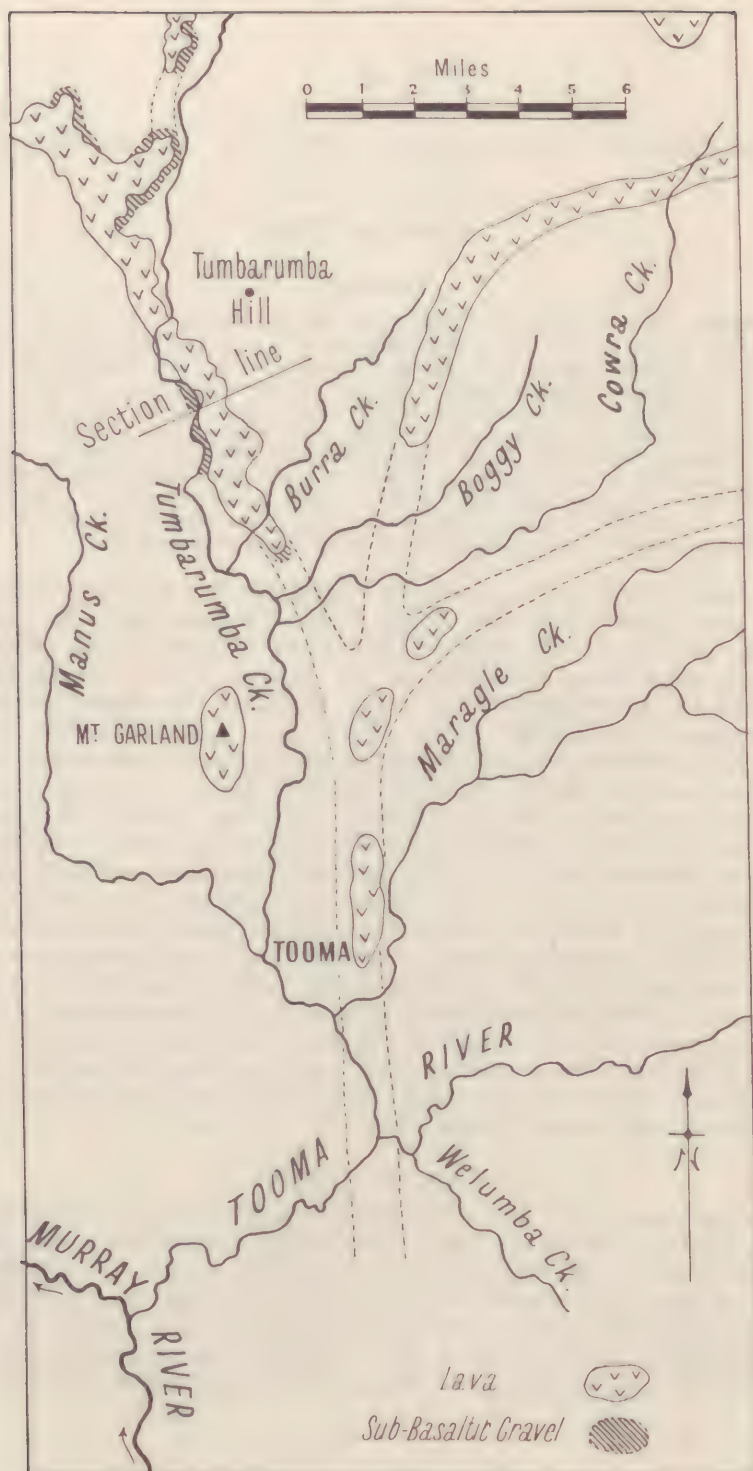 Miles
0 1 2 3 4 5 6
Tumbarumba
Hill
Section line
Burra Ck.
Boggy Ck.
Cowra Ck.
Manus Ck.
Tumbarumba Ck.
Maragle Ck.
MT GARLAND
TOOMA
TOOMA RIVER
Welumba Ck.
MURRAY RIVER
N
Lava
Sub-Basaltic Gravel